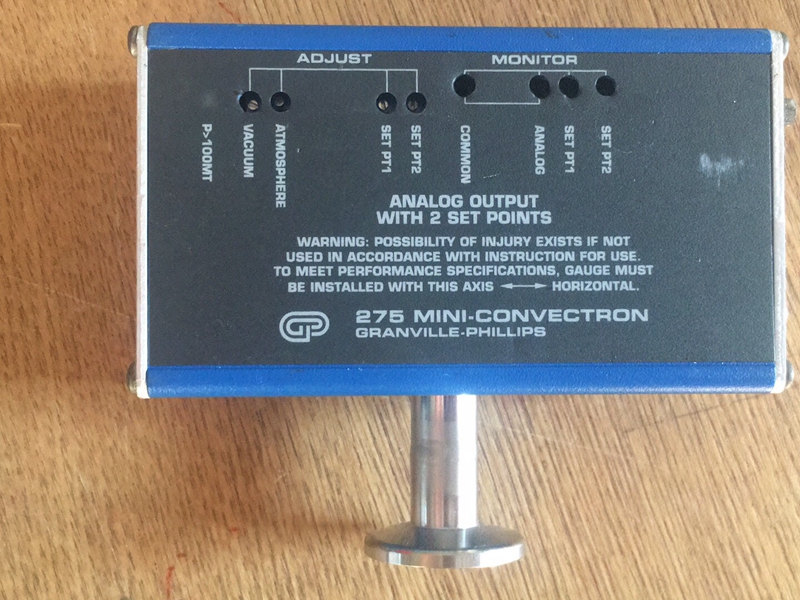 ADJUST
MONITOR
P>100MT
VACUUM
ATMOSPHERE
SET PT1
SET PT2
COMMON
ANALOG
SET PT1
SET PT2
ANALOG OUTPUT
WITH 2 SET POINTS
WARNING: POSSIBILITY OF INJURY EXISTS IF NOT
USED IN ACCORDANCE WITH INSTRUCTION FOR USE.
TO MEET PERFORMANCE SPECIFICATIONS, GAUGE MUST
BE INSTALLED WITH THIS AXIS ⟷ HORIZONTAL.
GP
275 MINI-CONVECTRON
GRANVILLE-PHILLIPS